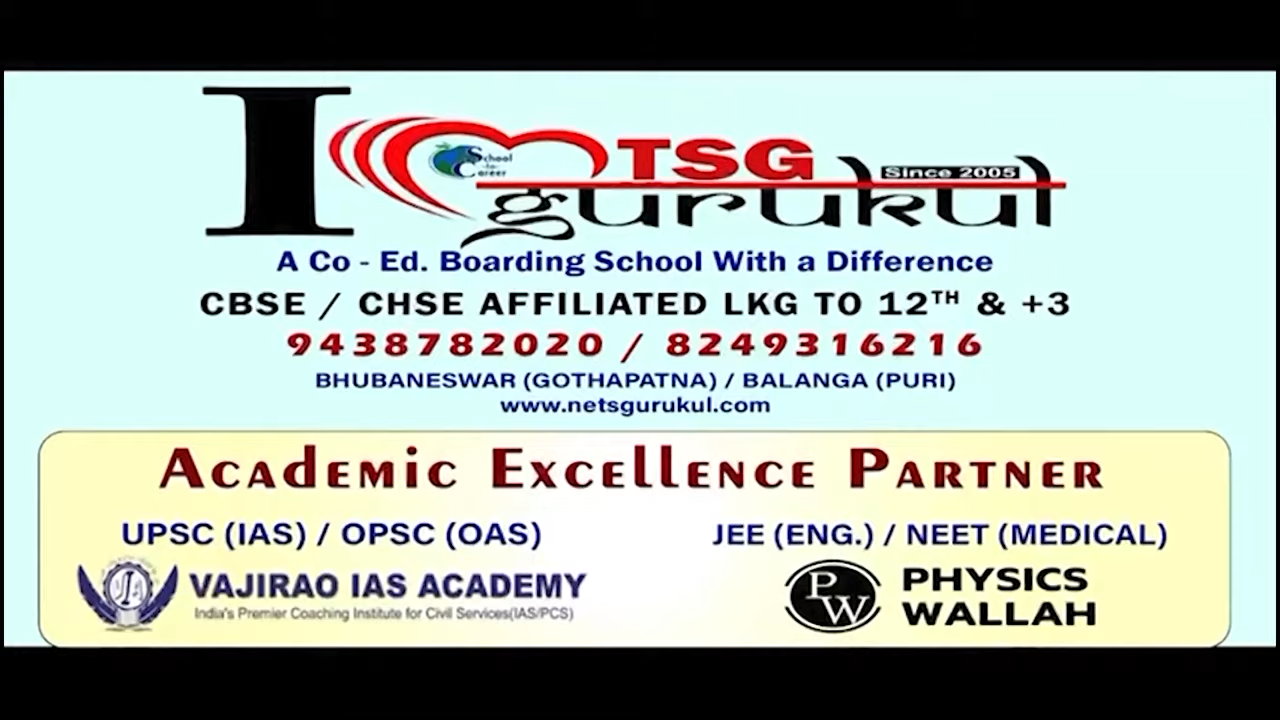 I TSG gurukul
Since 2005
School
-to-
Career
A Co - Ed. Boarding School With a Difference
CBSE / CHSE AFFILIATED LKG TO 12TH & +3
9438782020 / 8249316216
BHUBANESWAR (GOTHAPATNA) / BALANGA (PURI)
www.netsgurukul.com
Academic Excellence Partner
UPSC (IAS) / OPSC (OAS)
VAJIRAO IAS ACADEMY
India's Premier Coaching Institute for Civil Services(IAS/PCS)
JEE (ENG.) / NEET (MEDICAL)
PW
PHYSICS
WALLAH